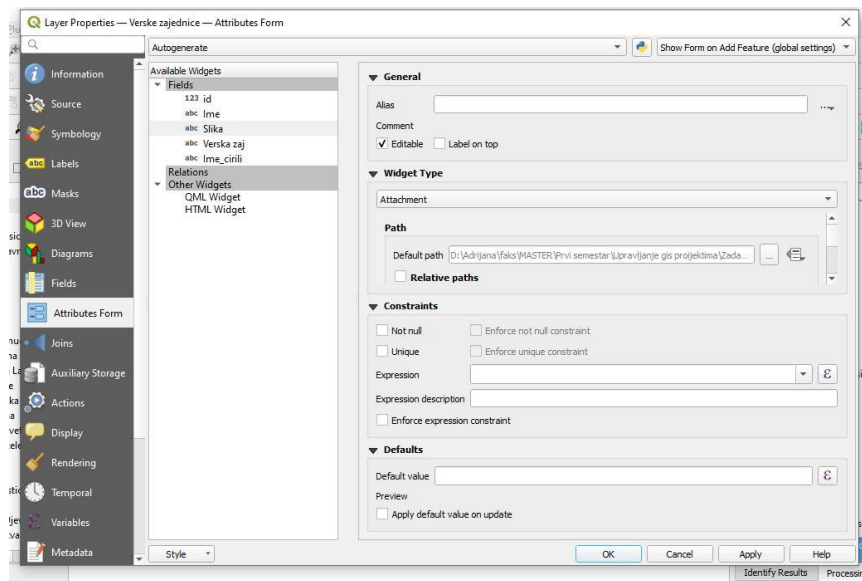 Layer Properties — Verske zajednice — Attributes Form
Autogenerate
Show Form on Add Feature (global settings)
Information
Source
Symbology
abc Labels
abc Masks
3D View
Diagrams
Fields
Attributes Form
Joins
Auxiliary Storage
Actions
Display
Rendering
Temporal
Variables
Metadata
Available Widgets
Fields
123 id
abc Ime
abc Slika
abc Verska zaj
abc Ime_cirili
Relations
Other Widgets
QML Widget
HTML Widget
Style
General
Alias
...
Comment
Editable Label on top
Widget Type
Attachment
Path
Default path D:\Adrijana\faks\MASTER\Prvi semestar\Upravljanje gis proijektima\Zada... ...
Relative paths
Constraints
Not null Enforce not null constraint
Unique Enforce unique constraint
Expression ε
Expression description
Enforce expression constraint
Defaults
Default value ε
Preview
Apply default value on update
OK Cancel Apply Help
Identify Results